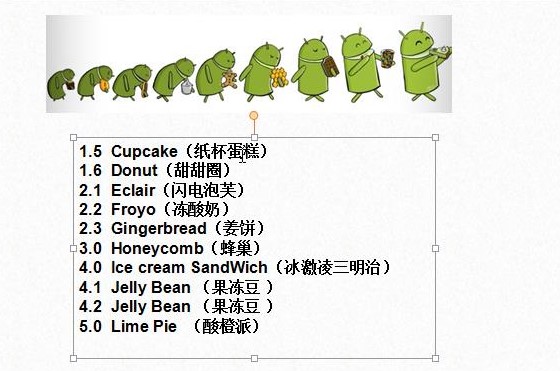 1.5 Cupcake（纸杯蛋糕）
1.6 Donut（甜甜圈）
2.1 Eclair（闪电泡芙）
2.2 Froyo（冻酸奶）
2.3 Gingerbread（姜饼）
3.0 Honeycomb（蜂巢）
4.0 Ice cream SandWich（冰激凌三明治）
4.1 Jelly Bean （果冻豆 ）
4.2 Jelly Bean （果冻豆 ）
5.0 Lime Pie （酸橙派）